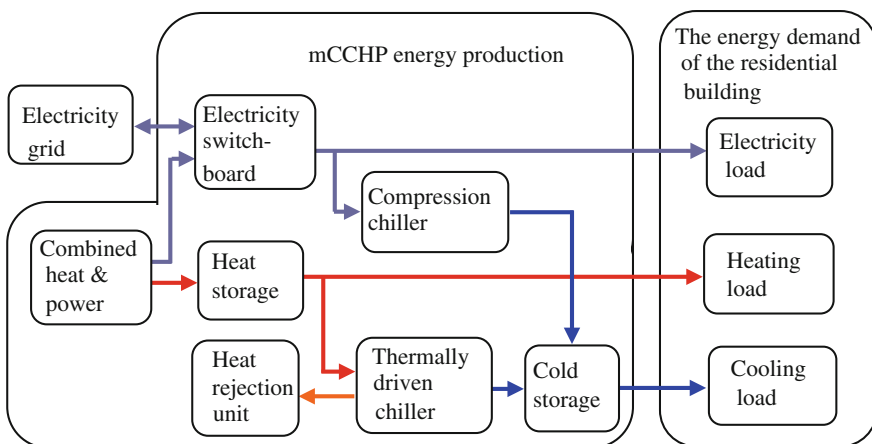 mCCHP energy production
The energy demand
of the residential
building
Electricity
grid
Electricity
switch-
board
Electricity
load
Compression
chiller
Combined
heat &
power
Heat
storage
Heating
load
Heat
rejection
unit
Thermally
driven
chiller
Cold
storage
Cooling
load